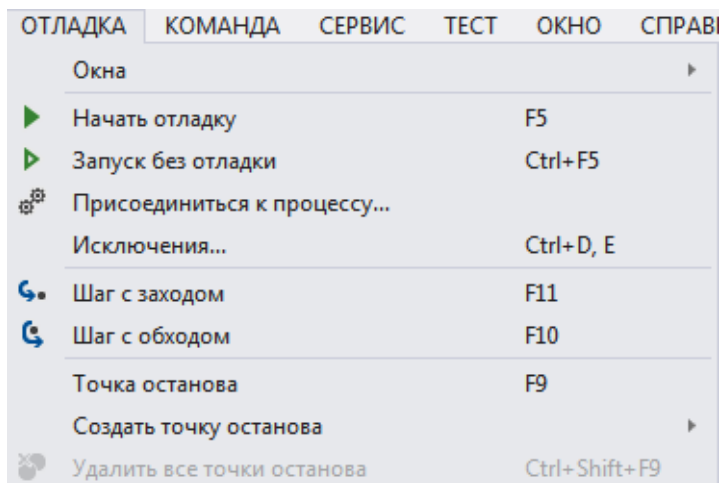 ОТЛАДКА КОМАНДА СЕРВИС ТЕСТ ОКНО СПРАВ
Окна
Начать отладку F5
Запуск без отладки Ctrl+F5
Присоединиться к процессу...
Исключения... Ctrl+D, E
Шаг с заходом F11
Шаг с обходом F10
Точка останова F9
Создать точку останова
Удалить все точки останова Ctrl+Shift+F9